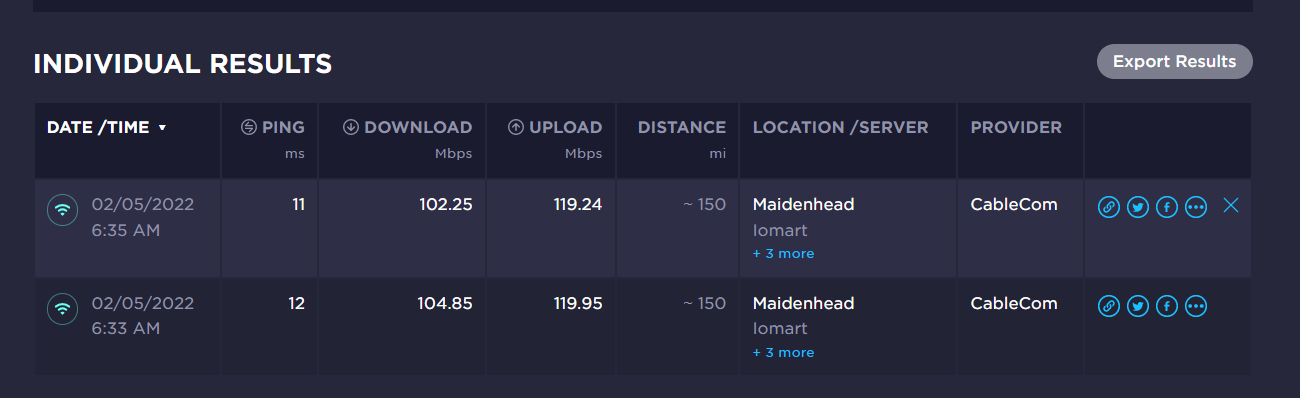 INDIVIDUAL RESULTS
Export Results
DATE /TIME PING DOWNLOAD UPLOAD DISTANCE LOCATION /SERVER PROVIDER
ms Mbps Mbps mi
02/05/2022 11 102.25 119.24 ~ 150 Maidenhead CableCom
6:35 AM Iomart
+ 3 more
02/05/2022 12 104.85 119.95 ~ 150 Maidenhead CableCom
6:33 AM Iomart
+ 3 more